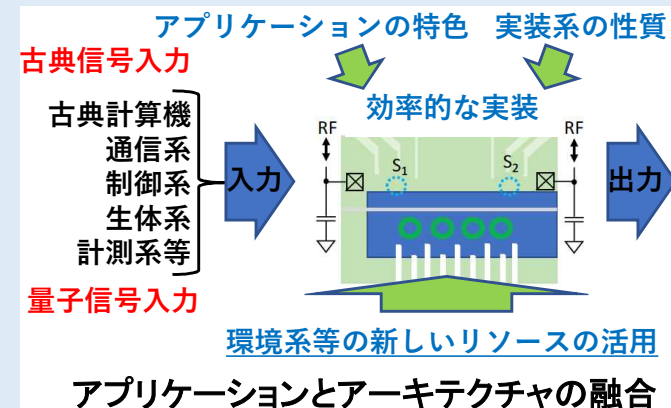 アプリケーションの特色 実装系の性質
古典信号入力
効率的な実装
古典計算機
通信系
制御系
生体系
計測系等
入力
RF
S1
S2
RF
出力
量子信号入力
環境系等の新しいリソースの活用
アプリケーションとアーキテクチャの融合